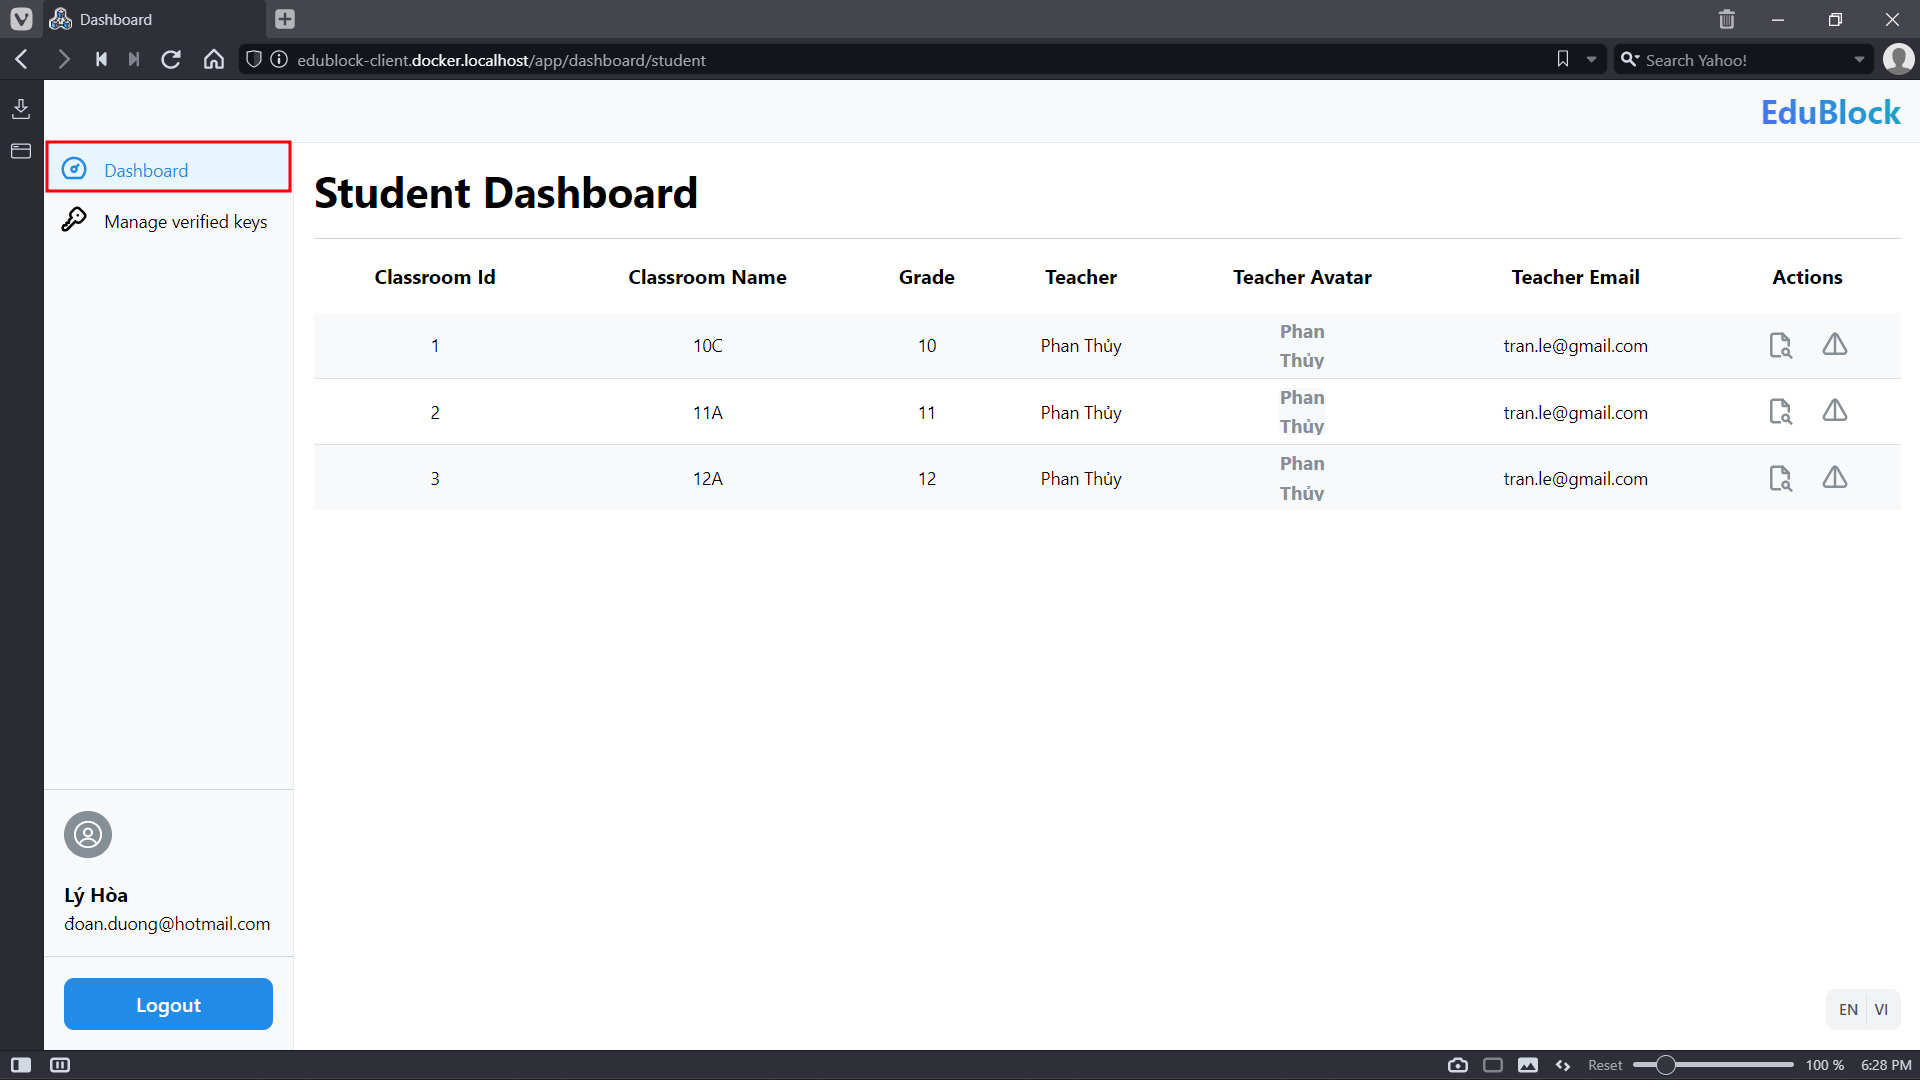 Dashboard
edublock-client.docker.localhost/app/dashboard/student
Search Yahoo!
EduBlock
Dashboard
Manage verified keys
Student Dashboard
Classroom Id Classroom Name Grade Teacher Teacher Avatar Teacher Email Actions
1 10C 10 Phan Thủy Phan Thủy tran.le@gmail.com
2 11A 11 Phan Thủy Phan Thủy tran.le@gmail.com
3 12A 12 Phan Thủy Phan Thủy tran.le@gmail.com
Lý Hòa
đoan.duong@hotmail.com
Logout
EN VI
Reset 100 % 6:28 PM